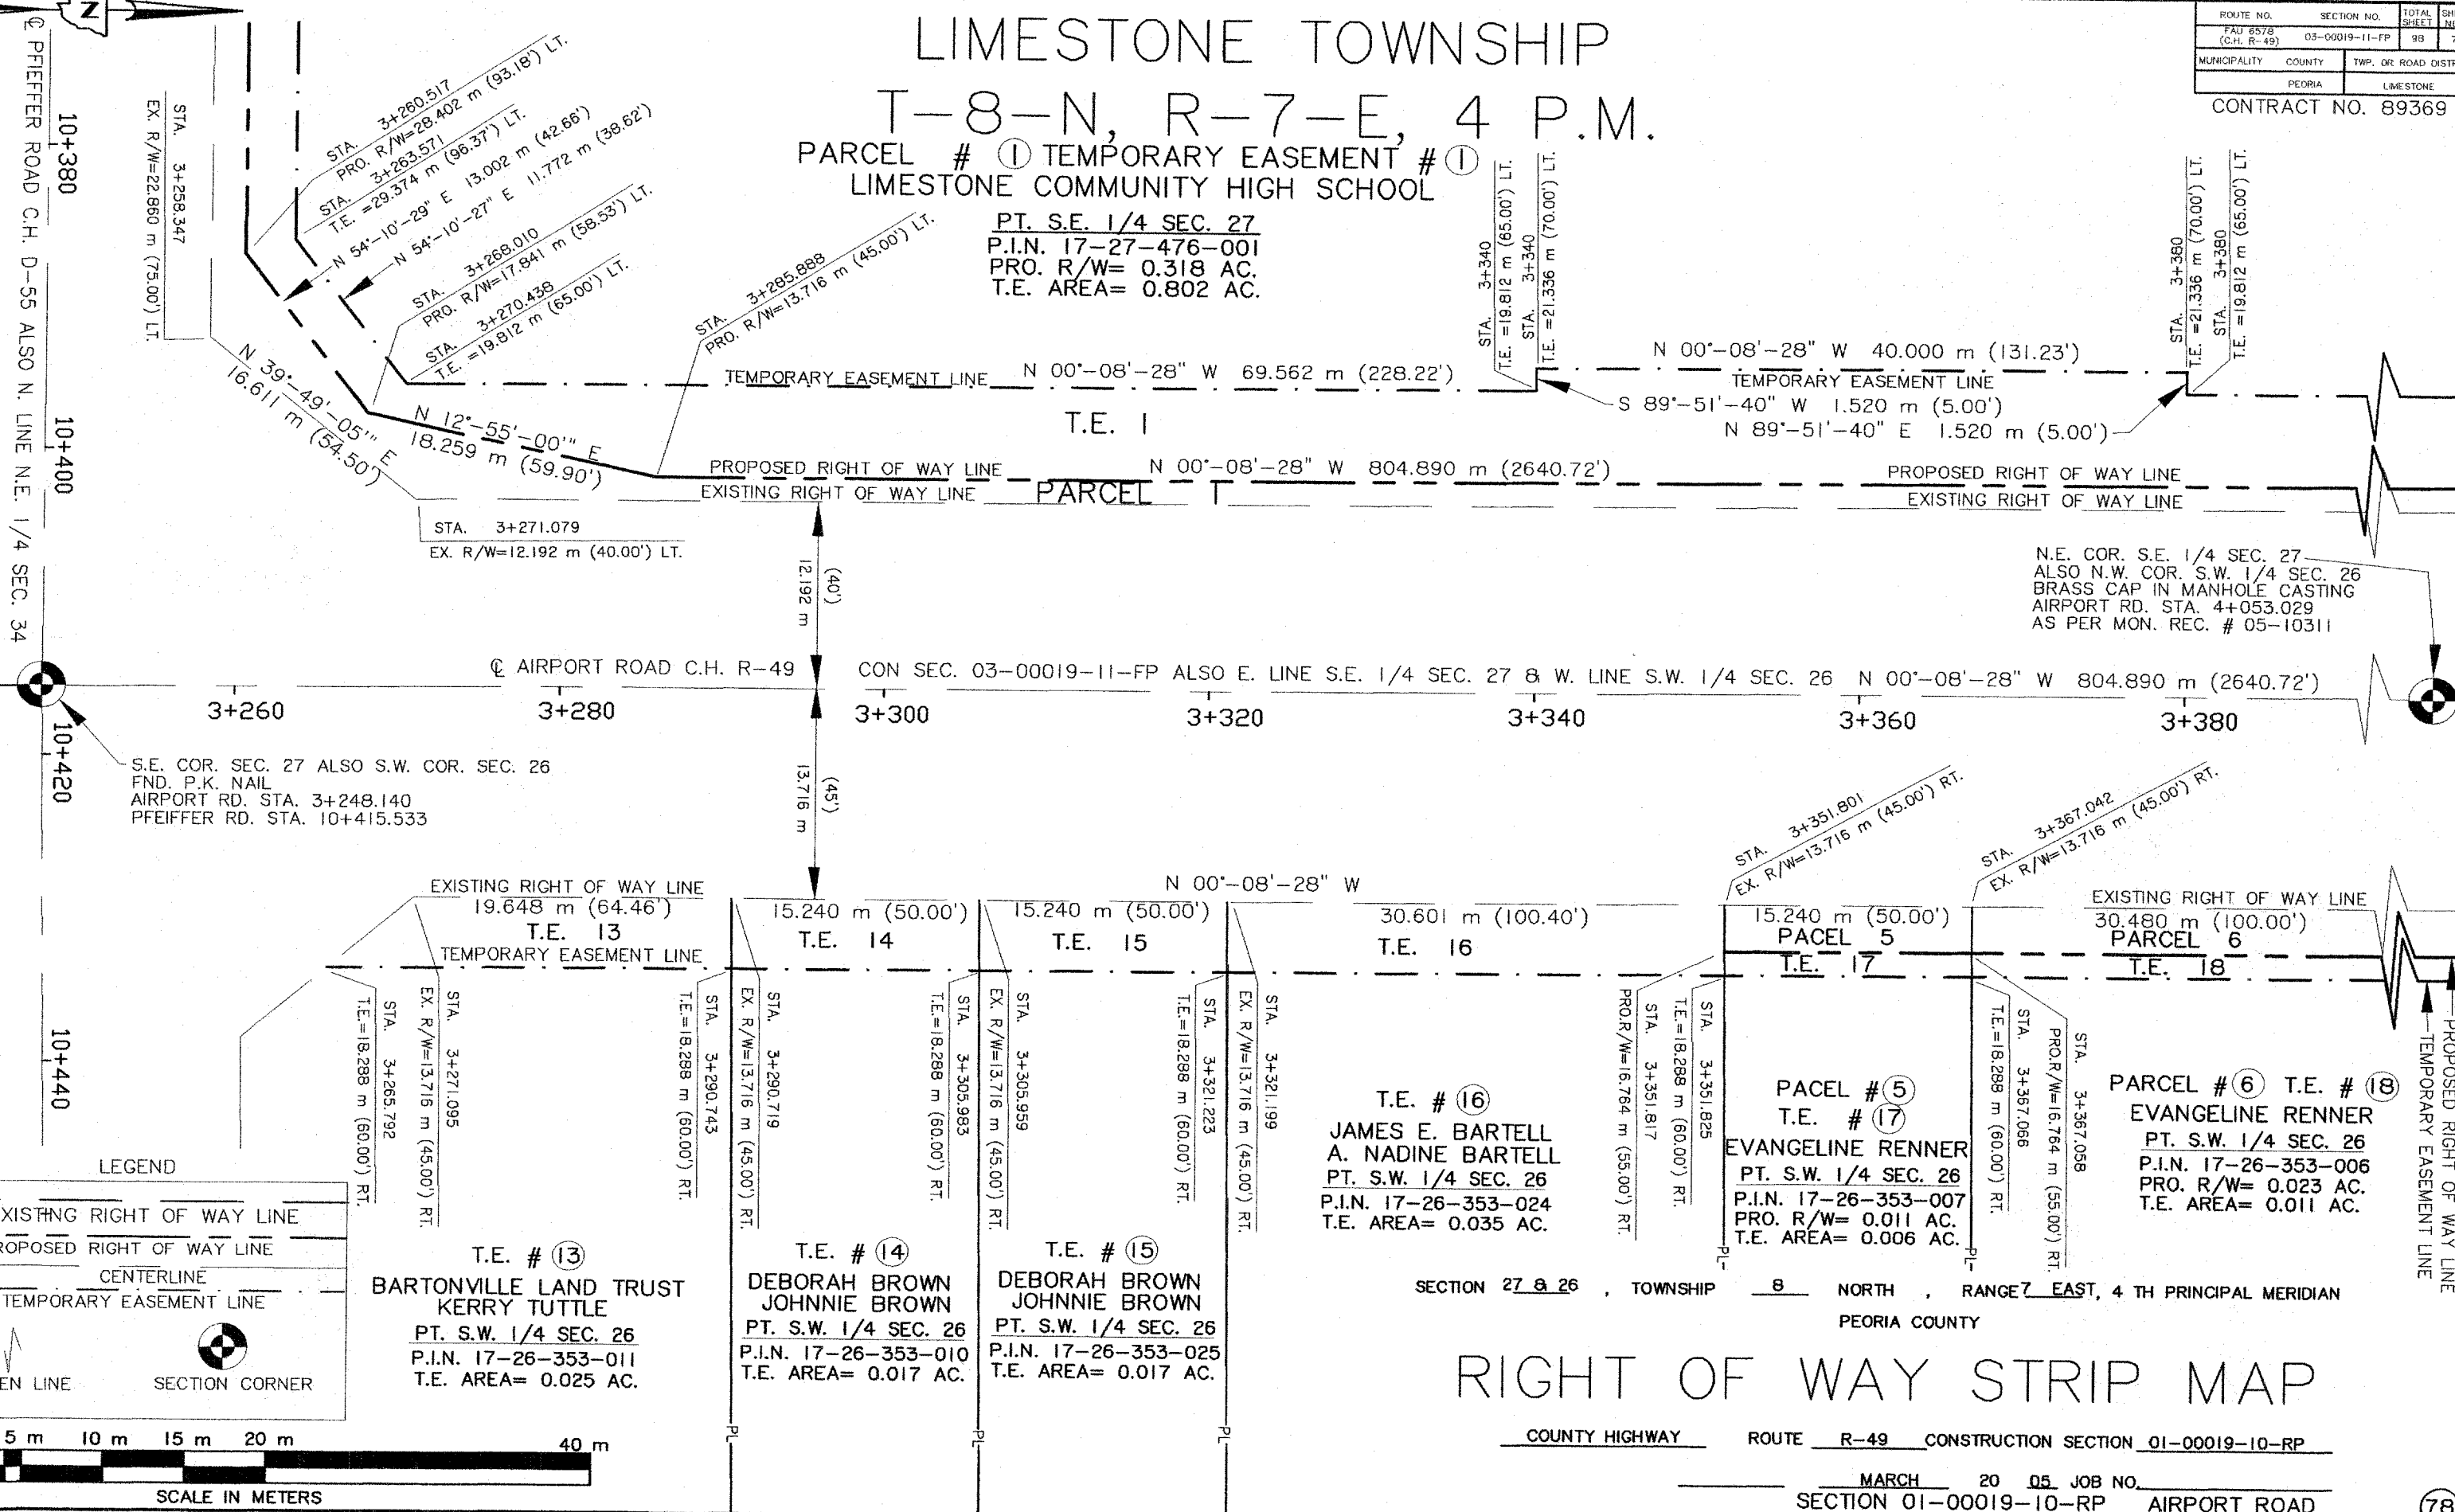 LIMESTONE TOWNSHIP
T-8-N, R-7-E, 4 P.M.
PARCEL # 1 TEMPORARY EASEMENT # 1
LIMESTONE COMMUNITY HIGH SCHOOL
PT. S.E. 1/4 SEC. 27
P.I.N. 17-27-476-001
PRO. R/W= 0.318 AC.
T.E. AREA= 0.802 AC.
ROUTE NO. SECTION NO. TOTAL SHEET
FAU 6578 (C.H. R-49) 03-00019-11-FP 98
MUNICIPALITY COUNTY TWP. OR ROAD
PEORIA LIMESTONE
CONTRACT NO. 89369
Z
℄ PFIEFFER ROAD C.H. D-55 ALSO N. LINE N.E. 1/4 SEC. 34
10+380
10+400
10+420
10+440
STA. 3+258.347
EX. R/W=22.860 m (75.00') LT.
STA. 3+260.517
PRO. R/W=28.402 m (93.18') LT.
STA. 3+263.571
T.E. =29.374 m (96.37') LT.
N 54°-10'-29" E 13.002 m (42.66')
N 54°-10'-27" E 11.772 m (38.62')
STA. 3+268.010
PRO. R/W=17.841 m (58.53') LT.
STA. 3+270.438
T.E. =19.812 m (65.00') LT.
STA. 3+285.888
PRO. R/W=13.716 m (45.00') LT.
STA. 3+340
T.E. =19.812 m (65.00') LT.
STA. 3+340
T.E. =21.336 m (70.00') LT.
STA. 3+380
T.E. =21.336 m (70.00') LT.
STA. 3+380
T.E. =19.812 m (65.00') LT.
N 39°-49'-05'" E
16.611 m (54.50')
N 12°-55'-00'" E
18.259 m (59.90')
TEMPORARY EASEMENT LINE N 00°-08'-28" W 69.562 m (228.22')
N 00°-08'-28" W 40.000 m (131.23')
TEMPORARY EASEMENT LINE
S 89°-51'-40" W 1.520 m (5.00')
N 89°-51'-40" E 1.520 m (5.00')
T.E. 1
PROPOSED RIGHT OF WAY LINE N 00°-08'-28" W 804.890 m (2640.72') PROPOSED RIGHT OF WAY LINE
EXISTING RIGHT OF WAY LINE PARCEL 1 EXISTING RIGHT OF WAY LINE
STA. 3+271.079
EX. R/W=12.192 m (40.00') LT.
(40')
12.192 m
N.E. COR. S.E. 1/4 SEC. 27
ALSO N.W. COR. S.W. 1/4 SEC. 26
BRASS CAP IN MANHOLE CASTING
AIRPORT RD. STA. 4+053.029
AS PER MON. REC. # 05-10311
℄ AIRPORT ROAD C.H. R-49 CON SEC. 03-00019-11-FP ALSO E. LINE S.E. 1/4 SEC. 27 & W. LINE S.W. 1/4 SEC. 26 N 00°-08'-28" W 804.890 m (2640.72')
3+260 3+280 3+300 3+320 3+340 3+360 3+380
S.E. COR. SEC. 27 ALSO S.W. COR. SEC. 26
FND. P.K. NAIL
AIRPORT RD. STA. 3+248.140
PFEIFFER RD. STA. 10+415.533
(45')
13.716 m
STA. 3+351.801
EX. R/W=13.716 m (45.00') RT.
STA. 3+367.042
EX. R/W=13.716 m (45.00') RT.
EXISTING RIGHT OF WAY LINE
19.648 m (64.46')
T.E. 13
TEMPORARY EASEMENT LINE
15.240 m (50.00')
T.E. 14
15.240 m (50.00')
T.E. 15
N 00°-08'-28" W
30.601 m (100.40')
T.E. 16
15.240 m (50.00')
PACEL 5
T.E. 17
EXISTING RIGHT OF WAY LINE
30.480 m (100.00')
PARCEL 6
T.E. 18
STA. 3+265.792
T.E.=18.288 m (60.00') RT.
STA. 3+271.095
EX. R/W=13.716 m (45.00') RT.
STA. 3+290.743
T.E.=18.288 m (60.00') RT.
STA. 3+290.719
EX. R/W=13.716 m (45.00') RT.
STA. 3+305.983
T.E.=18.288 m (60.00') RT.
STA. 3+305.959
EX. R/W=13.716 m (45.00') RT.
STA. 3+321.223
T.E.=18.288 m (60.00') RT.
STA. 3+321.199
EX. R/W=13.716 m (45.00') RT.
STA. 3+351.817
PRO.R/W=16.764 m (55.00') RT.
STA. 3+351.825
T.E.=18.288 m (60.00') RT.
STA. 3+367.066
T.E.=18.288 m (60.00') RT.
STA. 3+367.058
PRO.R/W=16.764 m (55.00') RT.
PROPOSED RIGHT OF WAY LINE
TEMPORARY EASEMENT LINE
T.E. # 13
BARTONVILLE LAND TRUST
KERRY TUTTLE
PT. S.W. 1/4 SEC. 26
P.I.N. 17-26-353-011
T.E. AREA= 0.025 AC.
T.E. # 14
DEBORAH BROWN
JOHNNIE BROWN
PT. S.W. 1/4 SEC. 26
P.I.N. 17-26-353-010
T.E. AREA= 0.017 AC.
T.E. # 15
DEBORAH BROWN
JOHNNIE BROWN
PT. S.W. 1/4 SEC. 26
P.I.N. 17-26-353-025
T.E. AREA= 0.017 AC.
T.E. # 16
JAMES E. BARTELL
A. NADINE BARTELL
PT. S.W. 1/4 SEC. 26
P.I.N. 17-26-353-024
T.E. AREA= 0.035 AC.
PACEL # 5
T.E. # 17
EVANGELINE RENNER
PT. S.W. 1/4 SEC. 26
P.I.N. 17-26-353-007
PRO. R/W= 0.011 AC.
T.E. AREA= 0.006 AC.
PARCEL # 6 T.E. # 18
EVANGELINE RENNER
PT. S.W. 1/4 SEC. 26
P.I.N. 17-26-353-006
PRO. R/W= 0.023 AC.
T.E. AREA= 0.011 AC.
PL
PL
PL
PL
PL
LEGEND
XISTING RIGHT OF WAY LINE
ROPOSED RIGHT OF WAY LINE
CENTERLINE
TEMPORARY EASEMENT LINE
EN LINE SECTION CORNER
5 m 10 m 15 m 20 m 40 m
SCALE IN METERS
SECTION 27 & 26 , TOWNSHIP 8 NORTH , RANGE 7 EAST, 4 TH PRINCIPAL MERIDIAN
PEORIA COUNTY
RIGHT OF WAY STRIP MAP
COUNTY HIGHWAY ROUTE R-49 CONSTRUCTION SECTION 01-00019-10-RP
MARCH 20 05 JOB NO.
SECTION 01-00019-10-RP AIRPORT ROAD
78